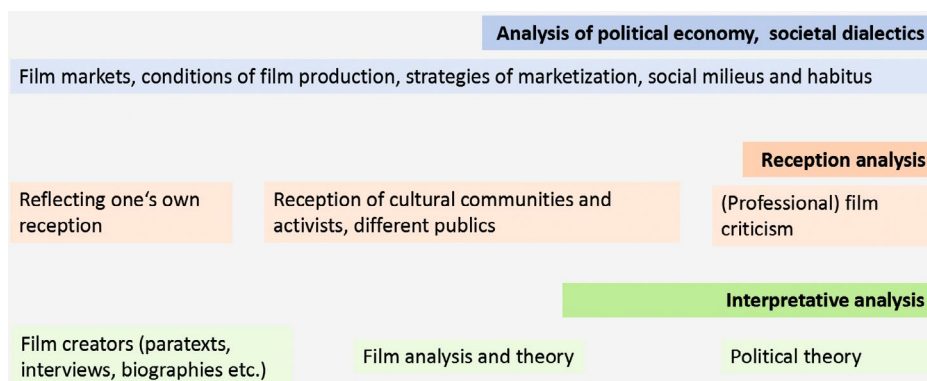 Analysis of political economy,  societal dialectics
Film markets, conditions of film production, strategies of marketization, social milieus and habitus
Reception analysis
Reflecting one‘s own
reception
Reception of cultural communities and
activists, different publics
(Professional) film
criticism
Interpretative analysis
Film creators (paratexts,
interviews, biographies etc.)
Film analysis and theory
Political theory